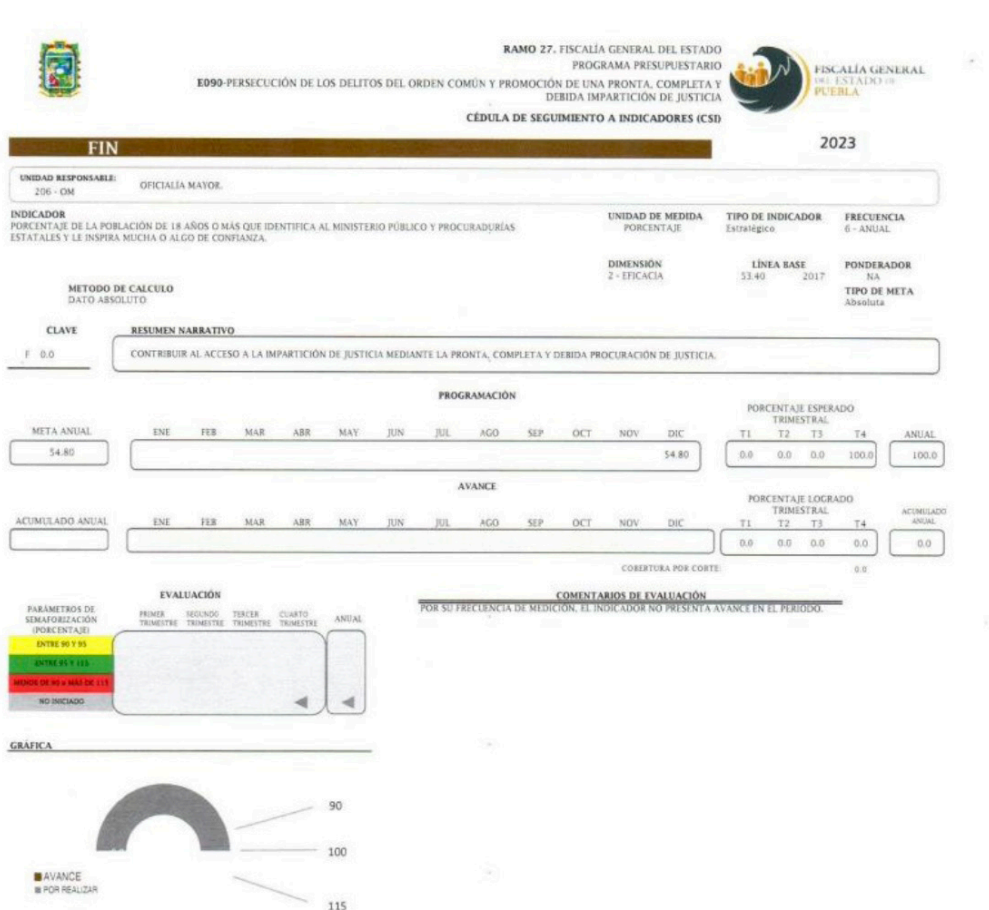 RAMO 27. FISCALÍA GENERAL DEL ESTADO
PROGRAMA PRESUPUESTARIO
E090-PERSECUCIÓN DE LOS DELITOS DEL ORDEN COMÚN Y PROMOCIÓN DE UNA PRONTA, COMPLETA Y
DEBIDA IMPARTICIÓN DE JUSTICIA
CÉDULA DE SEGUIMIENTO A INDICADORES (CSI)
FISCALÍA GENERAL
DEL ESTADO DE
PUEBLA
FIN
2023
UNIDAD RESPONSABLE:
206 - OM
OFICIALÍA MAYOR.
INDICADOR
PORCENTAJE DE LA POBLACIÓN DE 18 AÑOS O MÁS QUE IDENTIFICA AL MINISTERIO PÚBLICO Y PROCURADURÍAS
ESTATALES Y LE INSPIRA MUCHA O ALGO DE CONFIANZA.
UNIDAD DE MEDIDA
PORCENTAJE
TIPO DE INDICADOR
Estratégico
FRECUENCIA
6 - ANUAL
DIMENSIÓN
2 - EFICACIA
LÍNEA BASE
53.40 2017
PONDERADOR
NA
METODO DE CALCULO
DATO ABSOLUTO
TIPO DE META
Absoluta
CLAVE
F 0.0
RESUMEN NARRATIVO
CONTRIBUIR AL ACCESO A LA IMPARTICIÓN DE JUSTICIA MEDIANTE LA PRONTA, COMPLETA Y DEBIDA PROCURACIÓN DE JUSTICIA.
PROGRAMACIÓN
PORCENTAJE ESPERADO
TRIMESTRAL
META ANUAL ENE FEB MAR ABR MAY JUN JUL AGO SEP OCT NOV DIC T1 T2 T3 T4 ANUAL
54.80 54.80 0.0 0.0 0.0 100.0 100.0
AVANCE
PORCENTAJE LOGRADO
TRIMESTRAL
ACUMULADO ANUAL ENE FEB MAR ABR MAY JUN JUL AGO SEP OCT NOV DIC T1 T2 T3 T4 ACUMULADO
ANUAL
0.0 0.0 0.0 0.0 0.0
COBERTURA POR CORTE: 0.0
EVALUACIÓN
PARÁMETROS DE
SEMAFORIZACIÓN
(PORCENTAJE)
PRIMER
TRIMESTRE
SEGUNDO
TRIMESTRE
TERCER
TRIMESTRE
CUARTO
TRIMESTRE
ANUAL
ENTRE 90 Y 95
ENTRE 95 Y 115
MENOS DE 90 o MÁS DE 115
NO INICIADO
COMENTARIOS DE EVALUACIÓN
POR SU FRECUENCIA DE MEDICIÓN, EL INDICADOR NO PRESENTA AVANCE EN EL PERÍODO.
GRÁFICA
90
100
115
AVANCE
POR REALIZAR